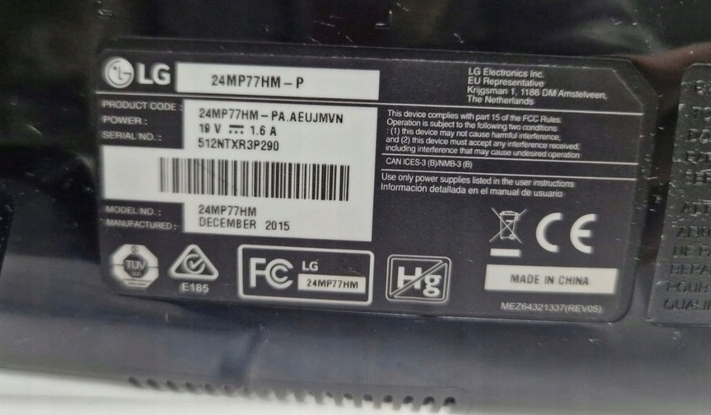 LG 24MP77HM-P
LG Electronics Inc.
EU Representative
Krijgsman 1, 1186 DM Amstelveen,
The Netherlands
PRODUCT CODE : 24MP77HM-PA.AEUJMVN
POWER : 19 V ⎓ 1.6 A
SERIAL NO. : 512NTXR3P290
MODEL NO. : 24MP77HM
MANUFACTURED : DECEMBER 2015
This device complies with part 15 of the FCC Rules.
Operation is subject to the following two conditions
: (1) this device may not cause harmful interference,
and (2) this device must accept any interference received,
including interference that may cause undesired operation
CAN ICES-3 (B)/NMB-3 (B)
Use only power supplies listed in the user instructions
Información detallada en el manual de usuario
S
TÜV
E185
FC LG
24MP77HM
Hg
CE
MADE IN CHINA
MEZ64321337(REV05)